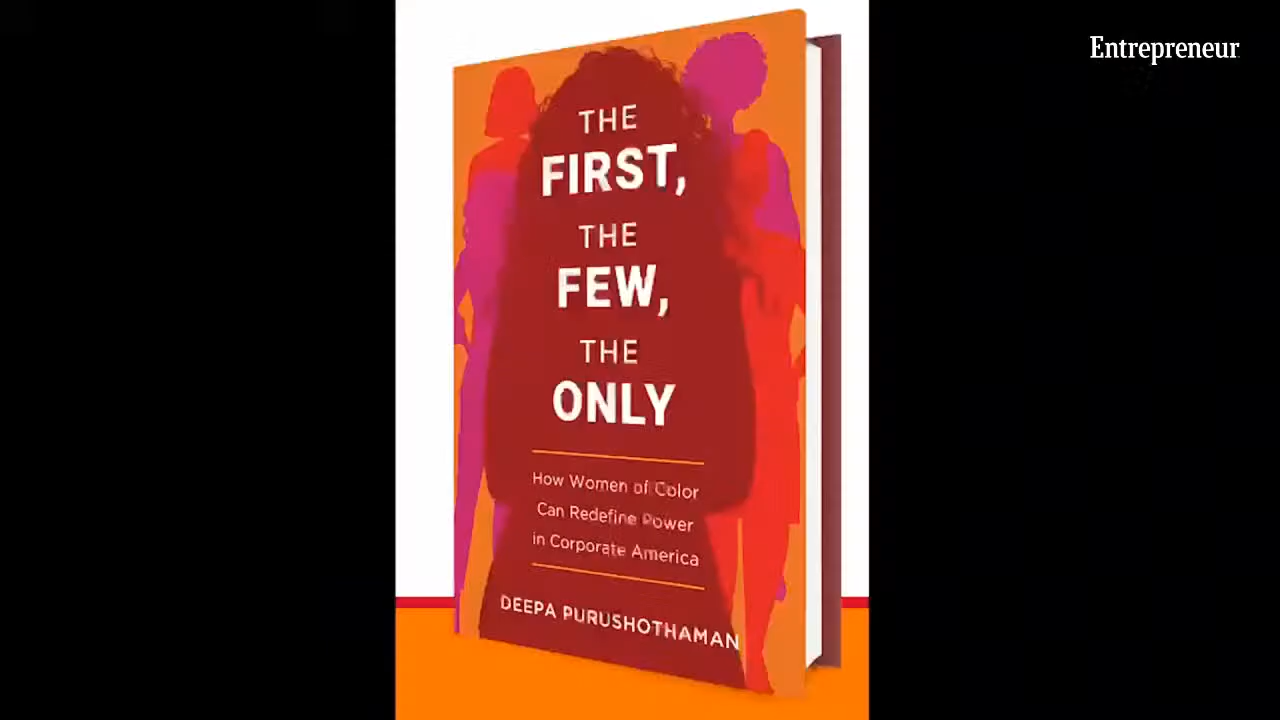 Entrepreneur
THE
FIRST,
THE
FEW,
THE
ONLY
How Women of Color
Can Redefine Power
in Corporate America
DEEPA PURUSHOTHAMAN